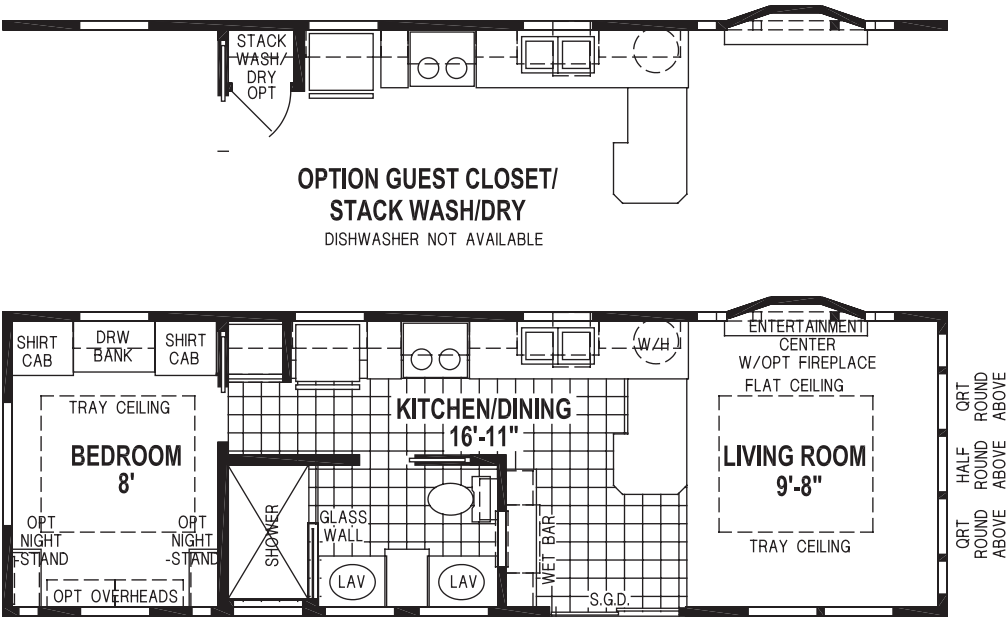 STACK
WASH/
DRY
OPT
OPTION GUEST CLOSET/
STACK WASH/DRY
DISHWASHER NOT AVAILABLE
SHIRT
CAB
DRW
BANK
SHIRT
CAB
W/H
ENTERTAINMENT
CENTER
W/OPT FIREPLACE
FLAT CEILING
TRAY CEILING
BEDROOM
8'
KITCHEN/DINING
16'-11"
LIVING ROOM
9'-8"
TRAY CEILING
QRT
ROUND
ABOVE
HALF
ROUND
ABOVE
QRT
ROUND
ABOVE
OPT
NIGHT
-STAND
OPT
NIGHT
-STAND
OPT OVERHEADS
SHOWER
GLASS
WALL
LAV
LAV
WET BAR
S.G.D.